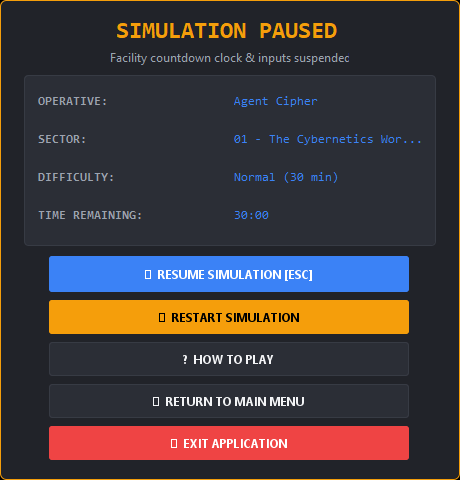 SIMULATION PAUSED
Facility countdown clock & inputs suspended
OPERATIVE: Agent Cipher
SECTOR: 01 - The Cybernetics Wor...
DIFFICULTY: Normal (30 min)
TIME REMAINING: 30:00
RESUME SIMULATION [ESC]
RESTART SIMULATION
? HOW TO PLAY
RETURN TO MAIN MENU
EXIT APPLICATION